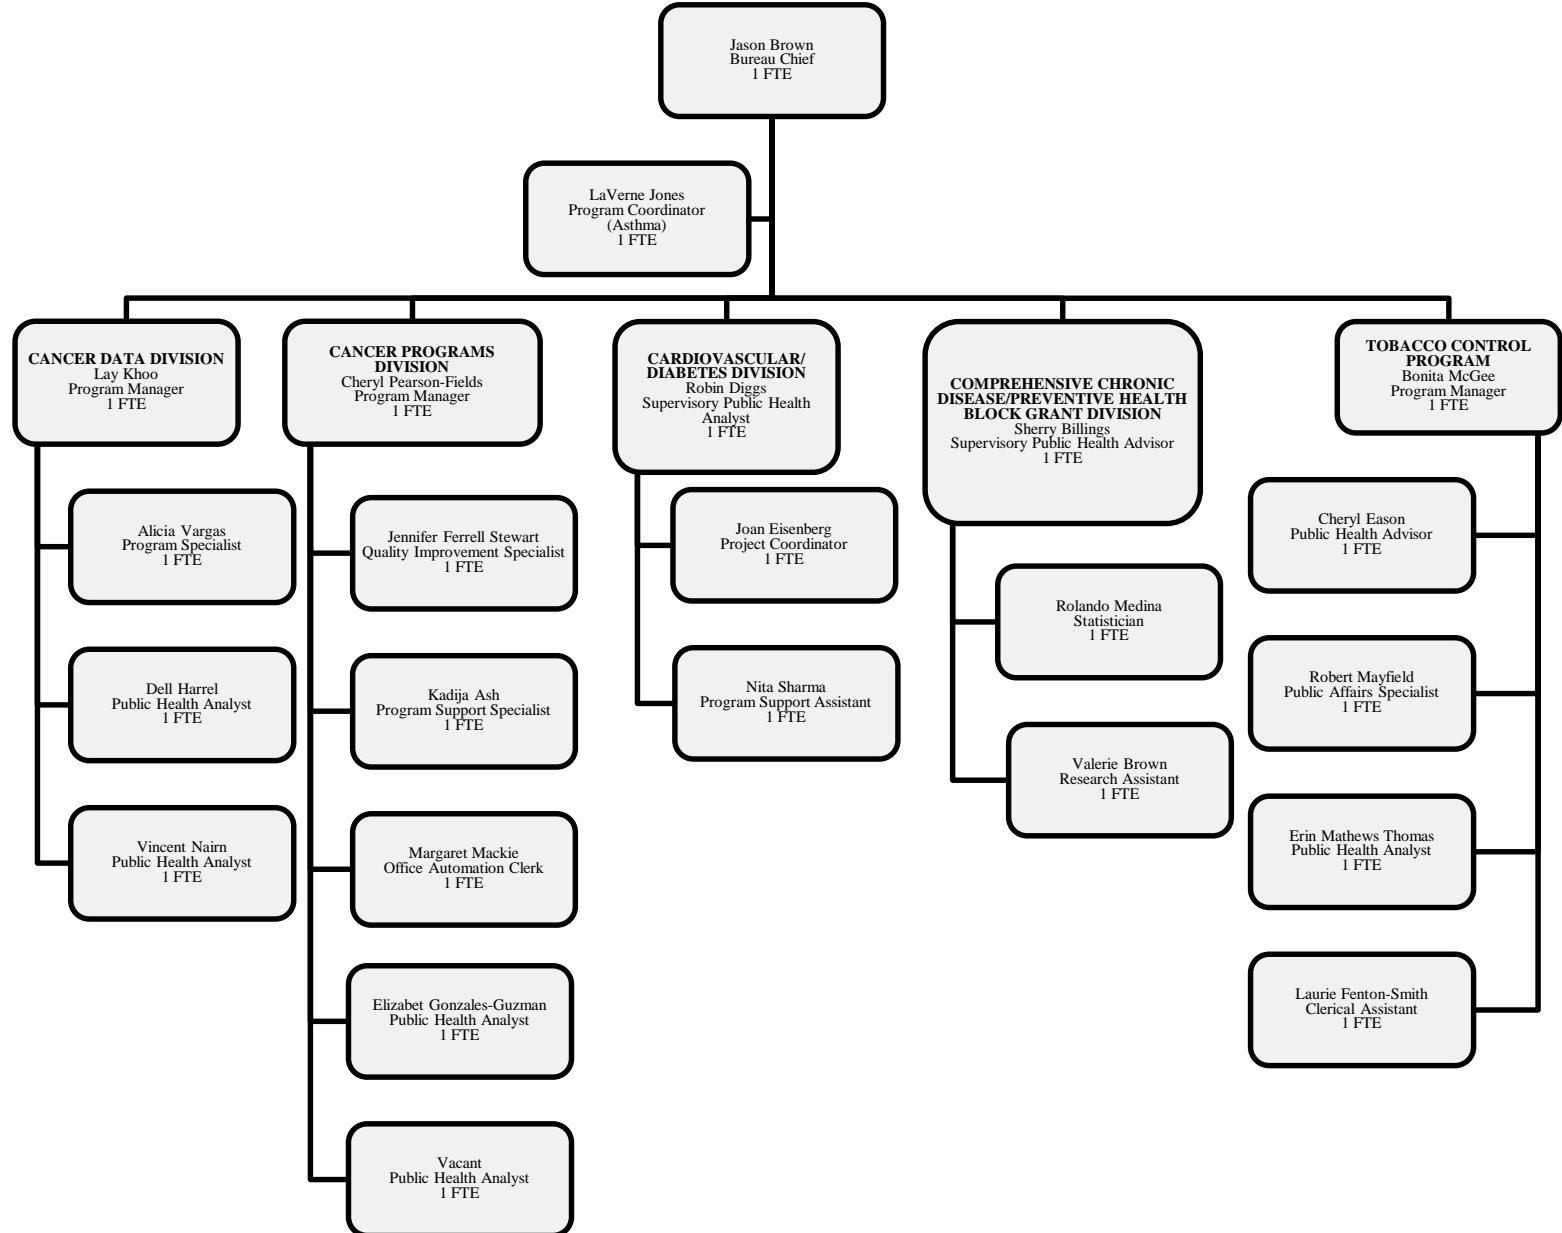 Jason Brown
Bureau Chief
1 FTE
LaVerne Jones
Program Coordinator
(Asthma)
1 FTE
CANCER DATA DIVISION
Lay Khoo
Program Manager
1 FTE
Alicia Vargas
Program Specialist
1 FTE
Dell Harrel
Public Health Analyst
1 FTE
Vincent Nairn
Public Health Analyst
1 FTE
CANCER PROGRAMS
DIVISION
Cheryl Pearson-Fields
Program Manager
1 FTE
Jennifer Ferrell Stewart
Quality Improvement Specialist
1 FTE
Kadija Ash
Program Support Specialist
1 FTE
Margaret Mackie
Office Automation Clerk
1 FTE
Elizabet Gonzales-Guzman
Public Health Analyst
1 FTE
Vacant
Public Health Analyst
1 FTE
CARDIOVASCULAR/
DIABETES DIVISION
Robin Diggs
Supervisory Public Health
Analyst
1 FTE
Joan Eisenberg
Project Coordinator
1 FTE
Nita Sharma
Program Support Assistant
1 FTE
COMPREHENSIVE CHRONIC
DISEASE/PREVENTIVE HEALTH
BLOCK GRANT DIVISION
Sherry Billings
Supervisory Public Health Advisor
1 FTE
Rolando Medina
Statistician
1 FTE
Valerie Brown
Research Assistant
1 FTE
TOBACCO CONTROL
PROGRAM
Bonita McGee
Program Manager
1 FTE
Cheryl Eason
Public Health Advisor
1 FTE
Robert Mayfield
Public Affairs Specialist
1 FTE
Erin Mathews Thomas
Public Health Analyst
1 FTE
Laurie Fenton-Smith
Clerical Assistant
1 FTE